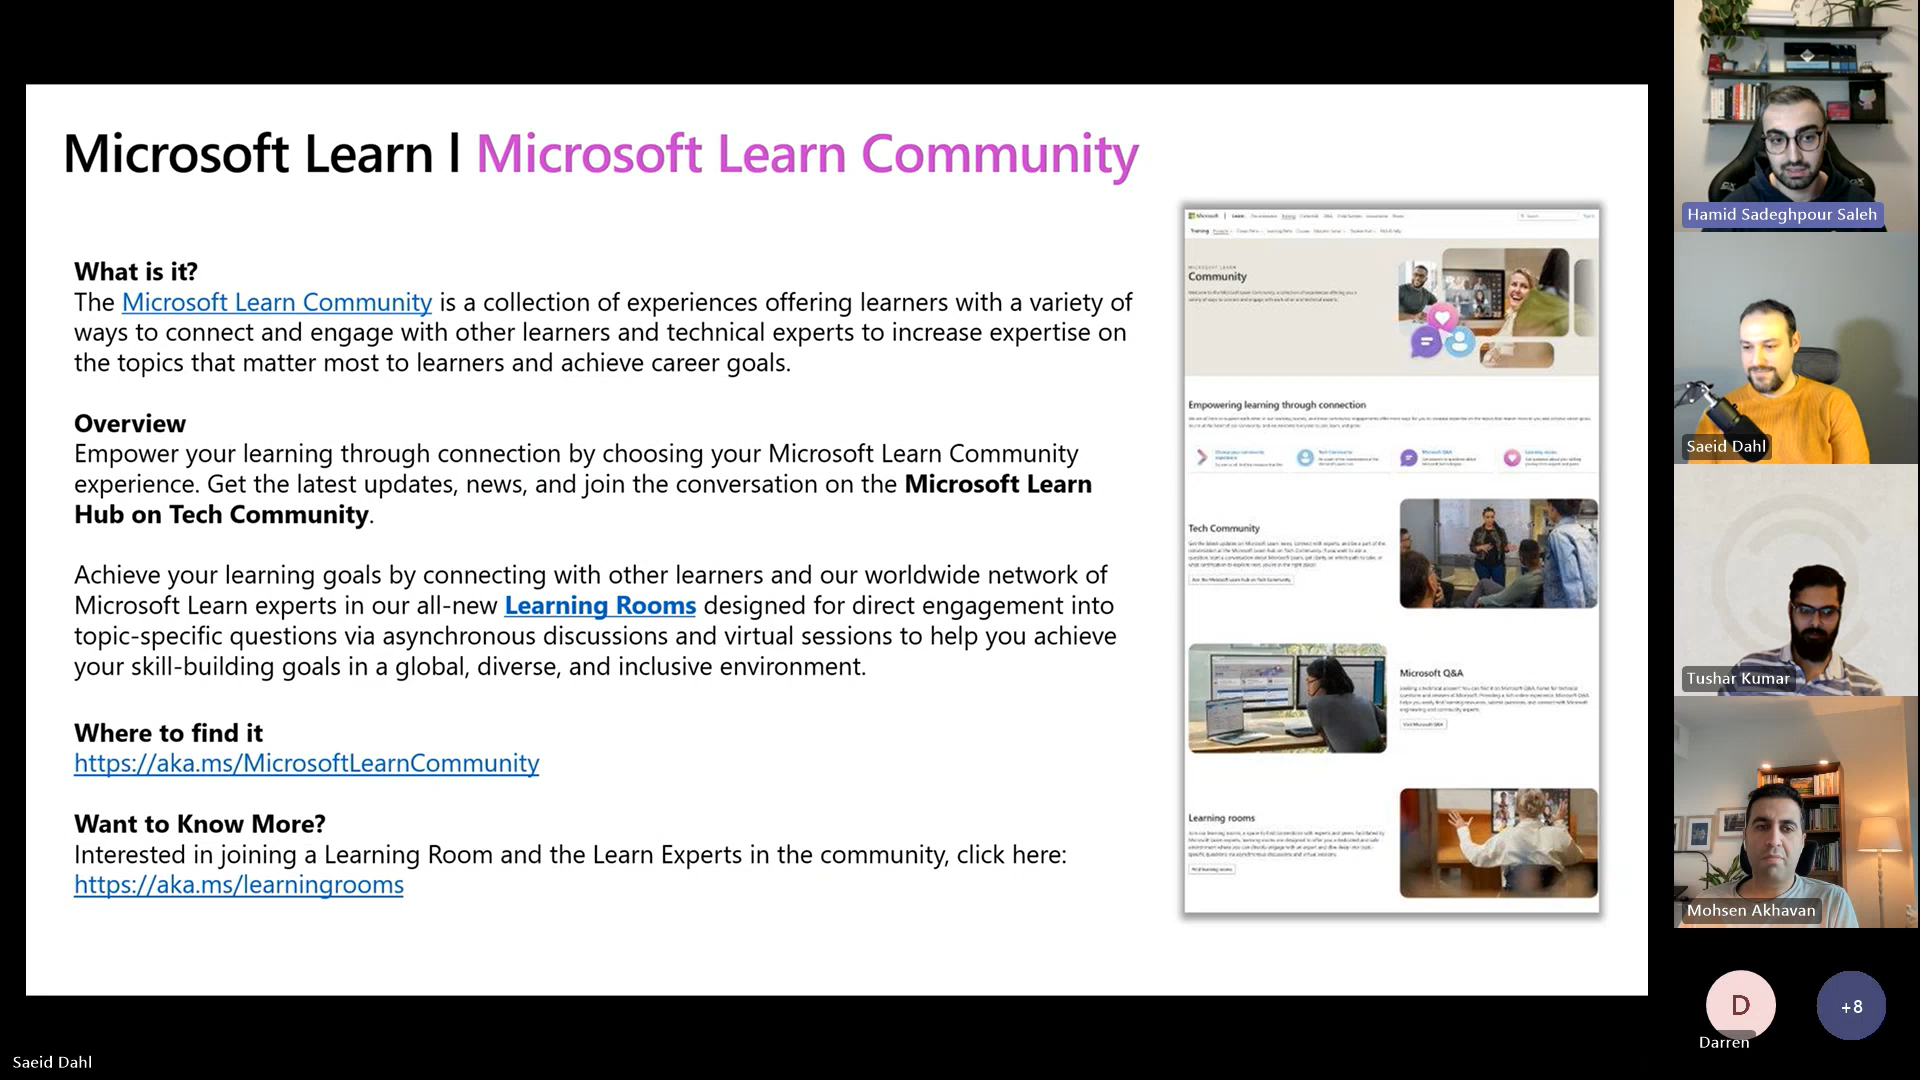 Microsoft Learn | Microsoft Learn Community
What is it?
The Microsoft Learn Community is a collection of experiences offering learners with a variety of
ways to connect and engage with other learners and technical experts to increase expertise on
the topics that matter most to learners and achieve career goals.
Overview
Empower your learning through connection by choosing your Microsoft Learn Community
experience. Get the latest updates, news, and join the conversation on the Microsoft Learn
Hub on Tech Community.
Achieve your learning goals by connecting with other learners and our worldwide network of
Microsoft Learn experts in our all-new Learning Rooms designed for direct engagement into
topic-specific questions via asynchronous discussions and virtual sessions to help you achieve
your skill-building goals in a global, diverse, and inclusive environment.
Where to find it
https://aka.ms/MicrosoftLearnCommunity
Want to Know More?
Interested in joining a Learning Room and the Learn Experts in the community, click here:
https://aka.ms/learningrooms
Microsoft | Learn
Training
Community
Empowering learning through connection
Tech Community
Microsoft Q&A
Learning rooms
Hamid Sadeghpour Saleh
Saeid Dahl
Tushar Kumar
Mohsen Akhavan
D
+8
Darren
Saeid Dahl